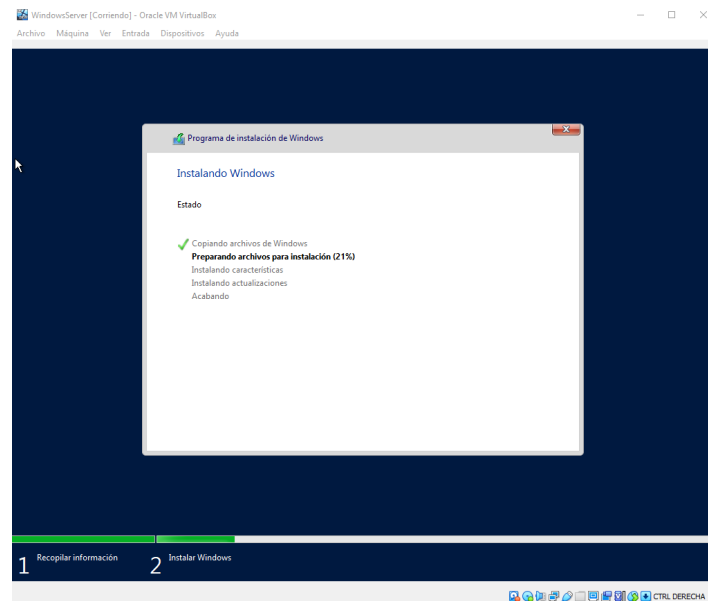 WindowsServer [Corriendo] - Oracle VM VirtualBox
Archivo Máquina Ver Entrada Dispositivos Ayuda
Programa de instalación de Windows
Instalando Windows
Estado
Copiando archivos de Windows
Preparando archivos para instalación (21%)
Instalando características
Instalando actualizaciones
Acabando
1 Recopilar información 2 Instalar Windows
CTRL DERECHA